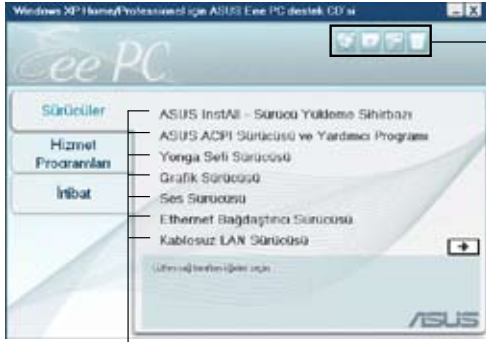 Windows XP Home/Professionnel için ASUS Eee PC destek CD'si
Eee PC
Sürücüler
Hizmet
Programları
İrtibat
ASUS InstAll - Sürücü Yükleme Sihirbazı
ASUS ACPI Sürücüsü ve Yardımcı Programı
Yonga Seti Sürücüsü
Grafik Sürücüsü
Ses Sürücüsü
Ethernet Bağdaştırıcı Sürücüsü
Kablosuz LAN Sürücüsü
ASUS